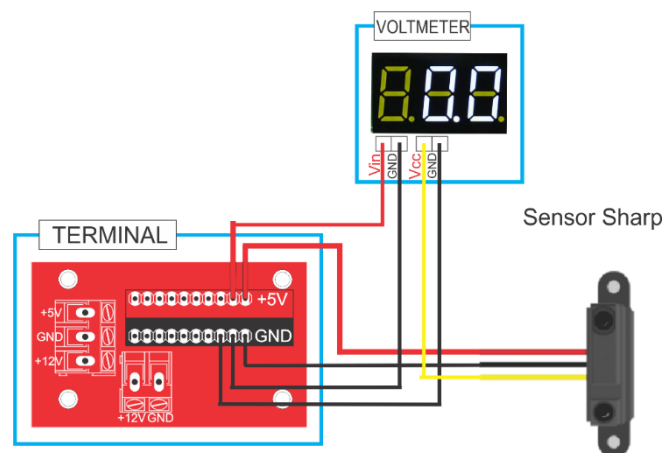 VOLTMETER
Vin
GND
Vcc
GND
Sensor Sharp
TERMINAL
+5V
+5V
GND
GND
+12V
+12V GND